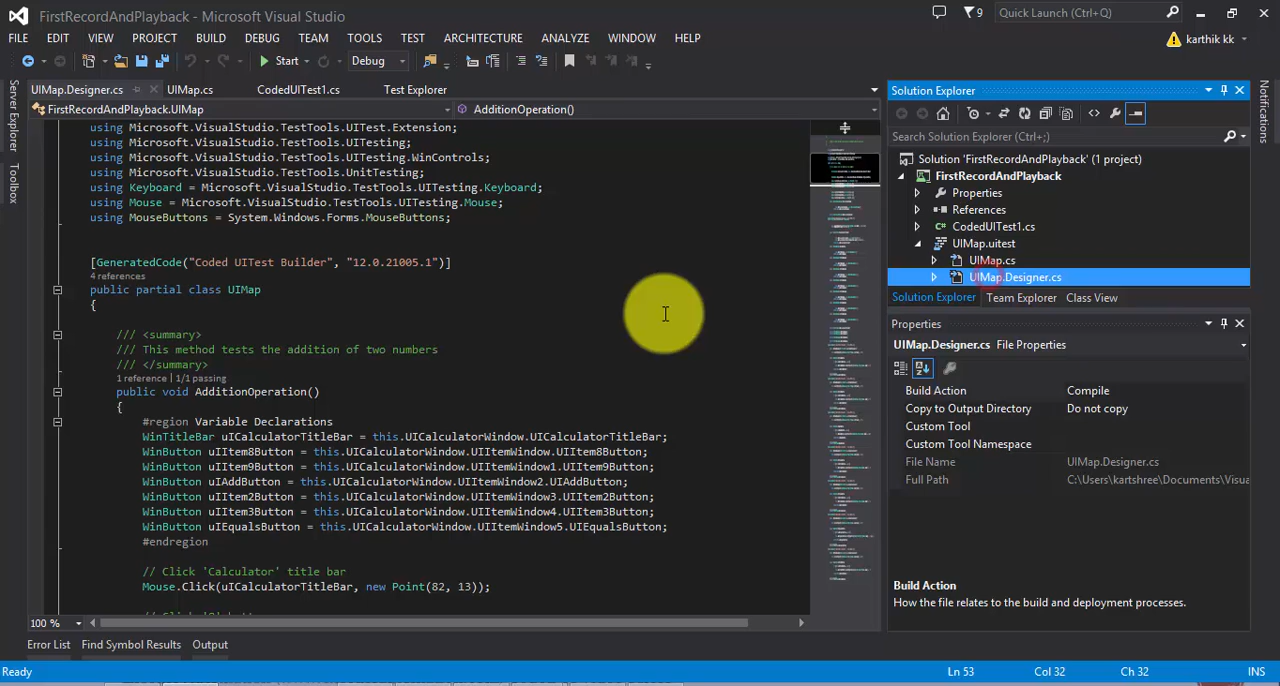 FirstRecordAndPlayback - Microsoft Visual Studio
9
Quick Launch (Ctrl+Q)
FILE EDIT VIEW PROJECT BUILD DEBUG TEAM TOOLS TEST ARCHITECTURE ANALYZE WINDOW HELP
karthik kk
Start
Debug
Server Explorer
Toolbox
UIMap.Designer.cs
UIMap.cs
CodedUITest1.cs
Test Explorer
FirstRecordAndPlayback.UIMap
AdditionOperation()
using Microsoft.VisualStudio.TestTools.UITest.Extension;
using Microsoft.VisualStudio.TestTools.UITesting;
using Microsoft.VisualStudio.TestTools.UITesting.WinControls;
using Microsoft.VisualStudio.TestTools.UnitTesting;
using Keyboard = Microsoft.VisualStudio.TestTools.UITesting.Keyboard;
using Mouse = Microsoft.VisualStudio.TestTools.UITesting.Mouse;
using MouseButtons = System.Windows.Forms.MouseButtons;
[GeneratedCode("Coded UITest Builder", "12.0.21005.1")]
4 references
public partial class UIMap
{
/// <summary>
/// This method tests the addition of two numbers
/// </summary>
1 reference | 1/1 passing
public void AdditionOperation()
{
#region Variable Declarations
WinTitleBar uICalculatorTitleBar = this.UICalculatorWindow.UICalculatorTitleBar;
WinButton uIItem8Button = this.UICalculatorWindow.UIItemWindow.UIItem8Button;
WinButton uIItem9Button = this.UICalculatorWindow.UIItemWindow1.UIItem9Button;
WinButton uIAddButton = this.UICalculatorWindow.UIItemWindow2.UIAddButton;
WinButton uIItem2Button = this.UICalculatorWindow.UIItemWindow3.UIItem2Button;
WinButton uIItem3Button = this.UICalculatorWindow.UIItemWindow4.UIItem3Button;
WinButton uIEqualsButton = this.UICalculatorWindow.UIItemWindow5.UIEqualsButton;
#endregion
// Click 'Calculator' title bar
Mouse.Click(uICalculatorTitleBar, new Point(82, 13));
100 %
Error List
Find Symbol Results
Output
Solution Explorer
Search Solution Explorer (Ctrl+;)
Solution 'FirstRecordAndPlayback' (1 project)
FirstRecordAndPlayback
Properties
References
CodedUITest1.cs
UIMap.uitest
UIMap.cs
UIMap.Designer.cs
Solution Explorer
Team Explorer
Class View
Notifications
Properties
UIMap.Designer.cs File Properties
Build Action Compile
Copy to Output Directory Do not copy
Custom Tool
Custom Tool Namespace
File Name UIMap.Designer.cs
Full Path C:\Users\kartshree\Documents\Visua
Build Action
How the file relates to the build and deployment processes.
Ready
Ln 53
Col 32
Ch 32
INS